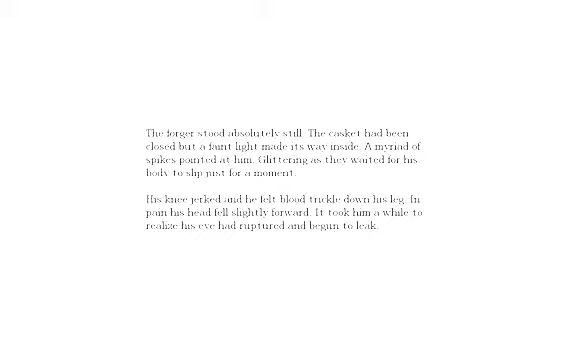 The forger stood absolutely still. The casket had been
closed but a faint light made its way inside. A myriad of
spikes pointed at him. Glittering as they waited for his
body to slip just for a moment.
His knee jerked and he felt blood trickle down his leg. In
pain his head fell slightly forward. It took him a while to
realize his eye had ruptured and begun to leak.